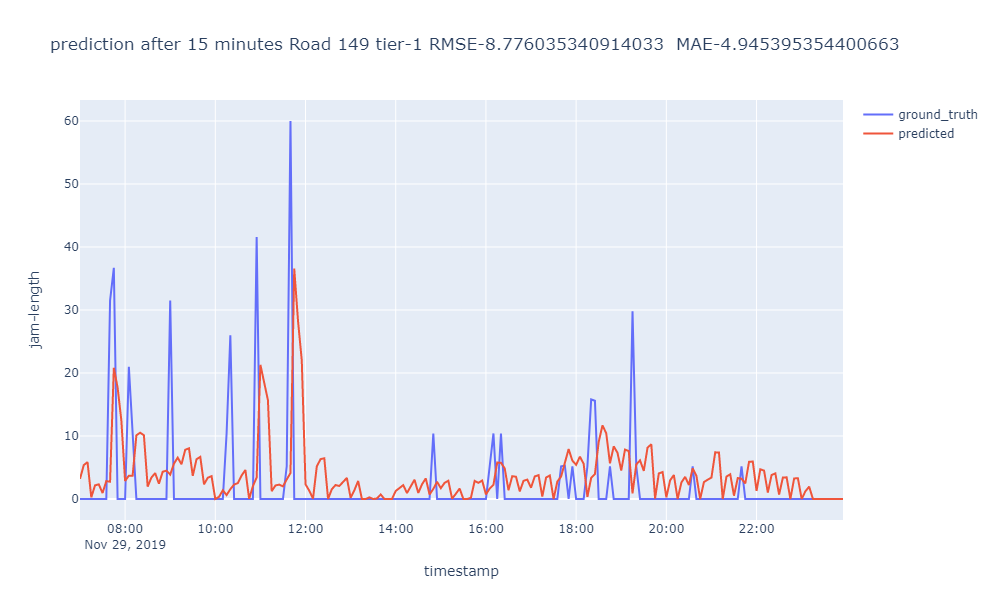 prediction after 15 minutes Road 149 tier-1 RMSE-8.776035340914033  MAE-4.945395354400663
ground_truth
predicted
60
50
40
30
20
10
0
jam-length
08:00 10:00 12:00 14:00 16:00 18:00 20:00 22:00
Nov 29, 2019
timestamp